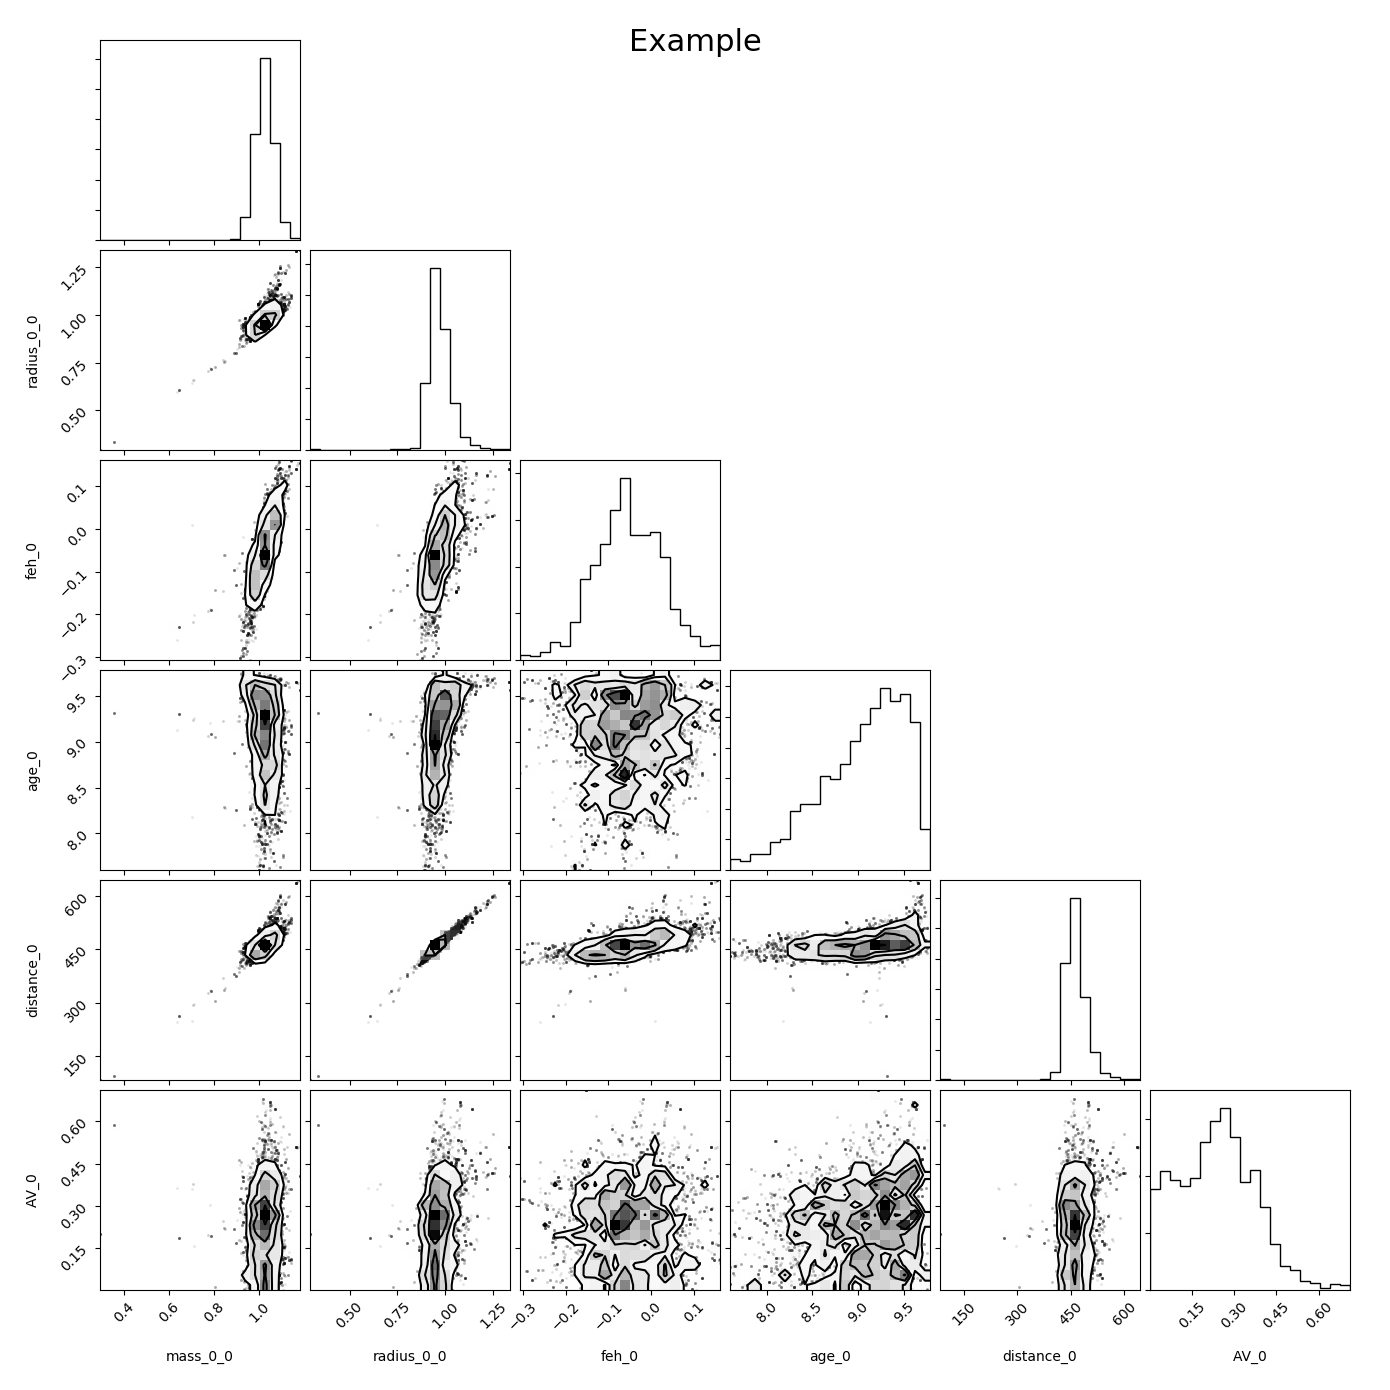 Example
radius_0_0
1.25
1.00
0.75
0.50
feh_0
0.1
0.0
−0.1
−0.2
−0.3
age_0
9.5
9.0
8.5
8.0
distance_0
600
450
300
150
AV_0
0.60
0.45
0.30
0.15
0.4 0.6 0.8 1.0 0.50 0.75 1.00 1.25 −0.3 −0.2 −0.1 0.0 0.1 8.0 8.5 9.0 9.5 150 300 450 600 0.15 0.30 0.45 0.60
mass_0_0 radius_0_0 feh_0 age_0 distance_0 AV_0